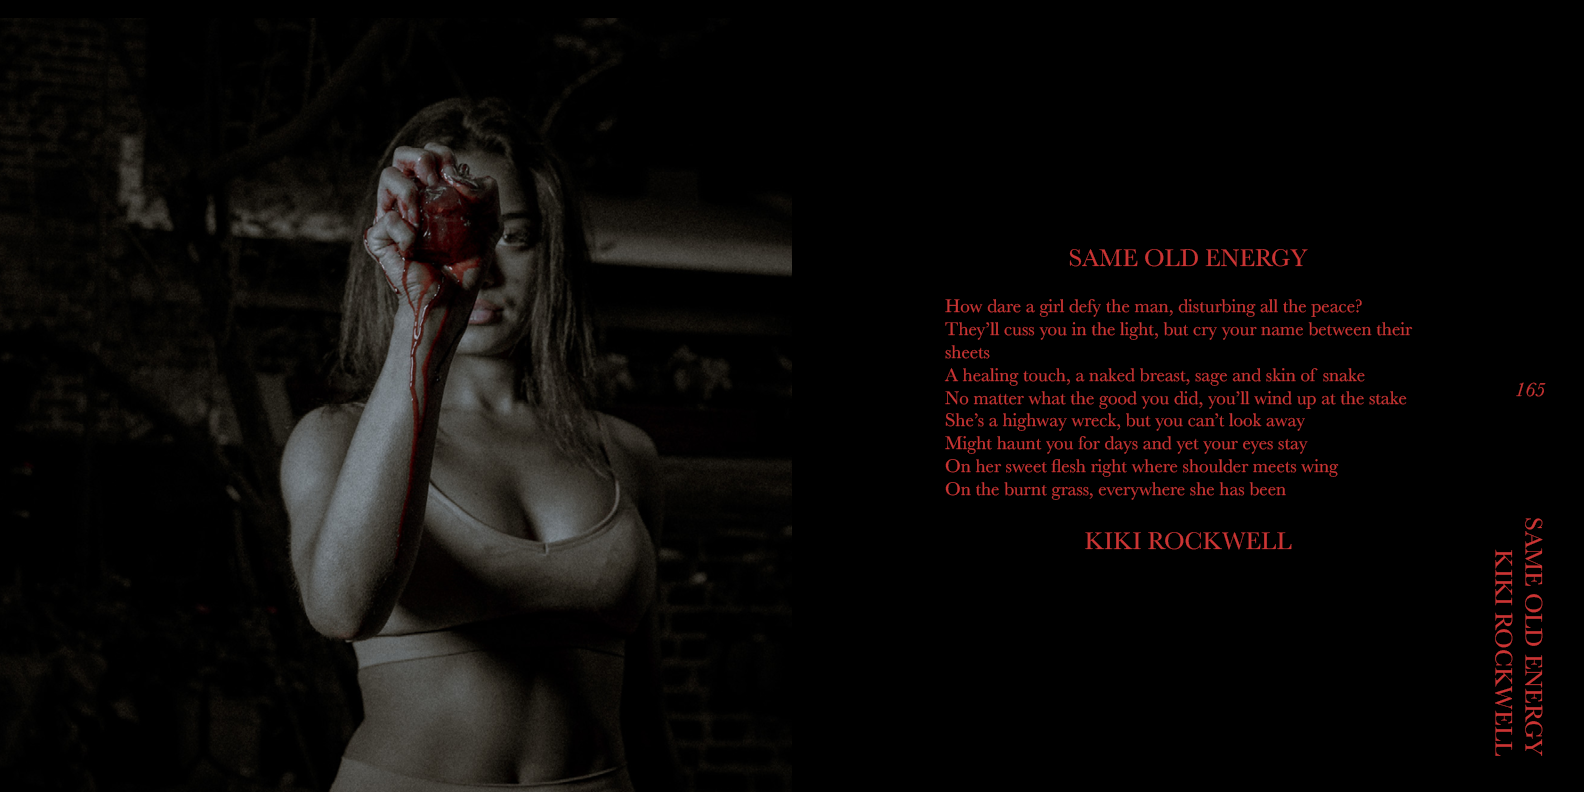 SAME OLD ENERGY
How dare a girl defy the man, disturbing all the peace?
They’ll cuss you in the light, but cry your name between their
sheets
A healing touch, a naked breast, sage and skin of snake
No matter what the good you did, you’ll wind up at the stake
She’s a highway wreck, but you can’t look away
Might haunt you for days and yet your eyes stay
On her sweet flesh right where shoulder meets wing
On the burnt grass, everywhere she has been
KIKI ROCKWELL
165
SAME OLD ENERGY
KIKI ROCKWELL